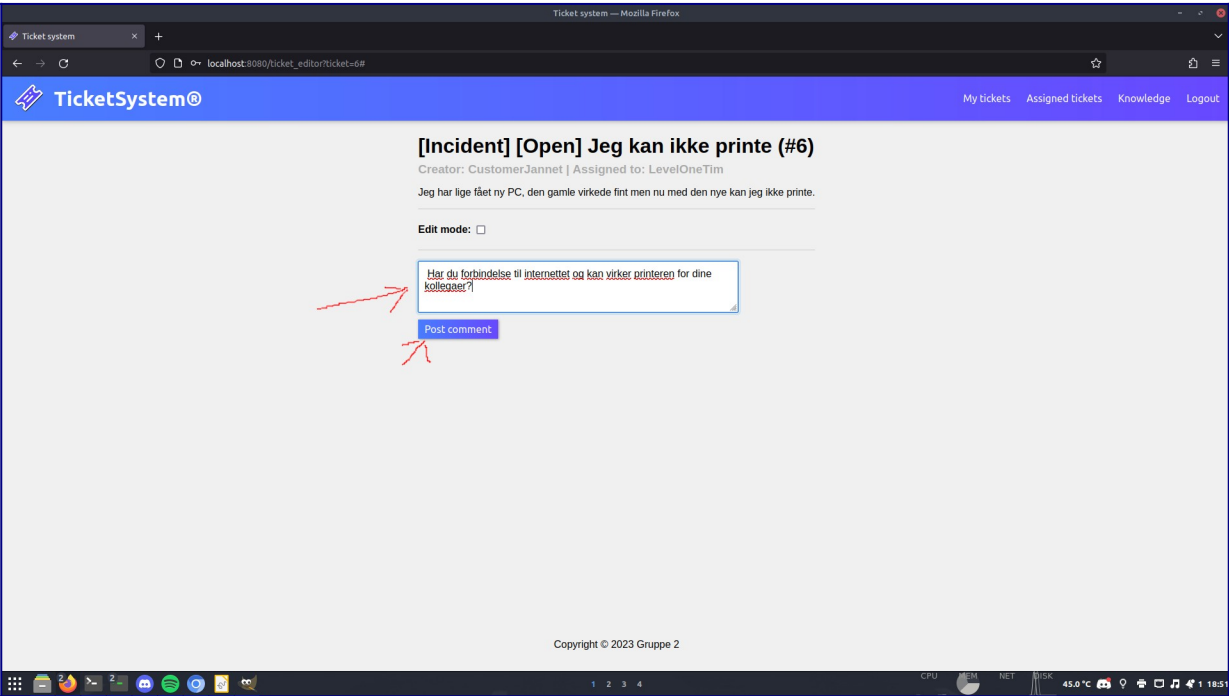 Ticket system — Mozilla Firefox
Ticket system
localhost:8080/ticket_editor?ticket=6#
TicketSystem®
My tickets Assigned tickets Knowledge Logout
[Incident] [Open] Jeg kan ikke printe (#6)
Creator: CustomerJannet | Assigned to: LevelOneTim
Jeg har lige fået ny PC, den gamle virkede fint men nu med den nye kan jeg ikke printe.
Edit mode:
Har du forbindelse til internettet og kan virker printeren for dine
kollegaer?
Post comment
Copyright © 2023 Gruppe 2
2 2 1 2 3 4 CPU MEM NET DISK 45.0°C 1 18:51